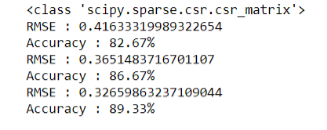 <class 'scipy.sparse.csr.csr_matrix'>
RMSE : 0.41633319989322654
Accuracy : 82.67%
RMSE : 0.3651483716701107
Accuracy : 86.67%
RMSE : 0.32659863237109044
Accuracy : 89.33%